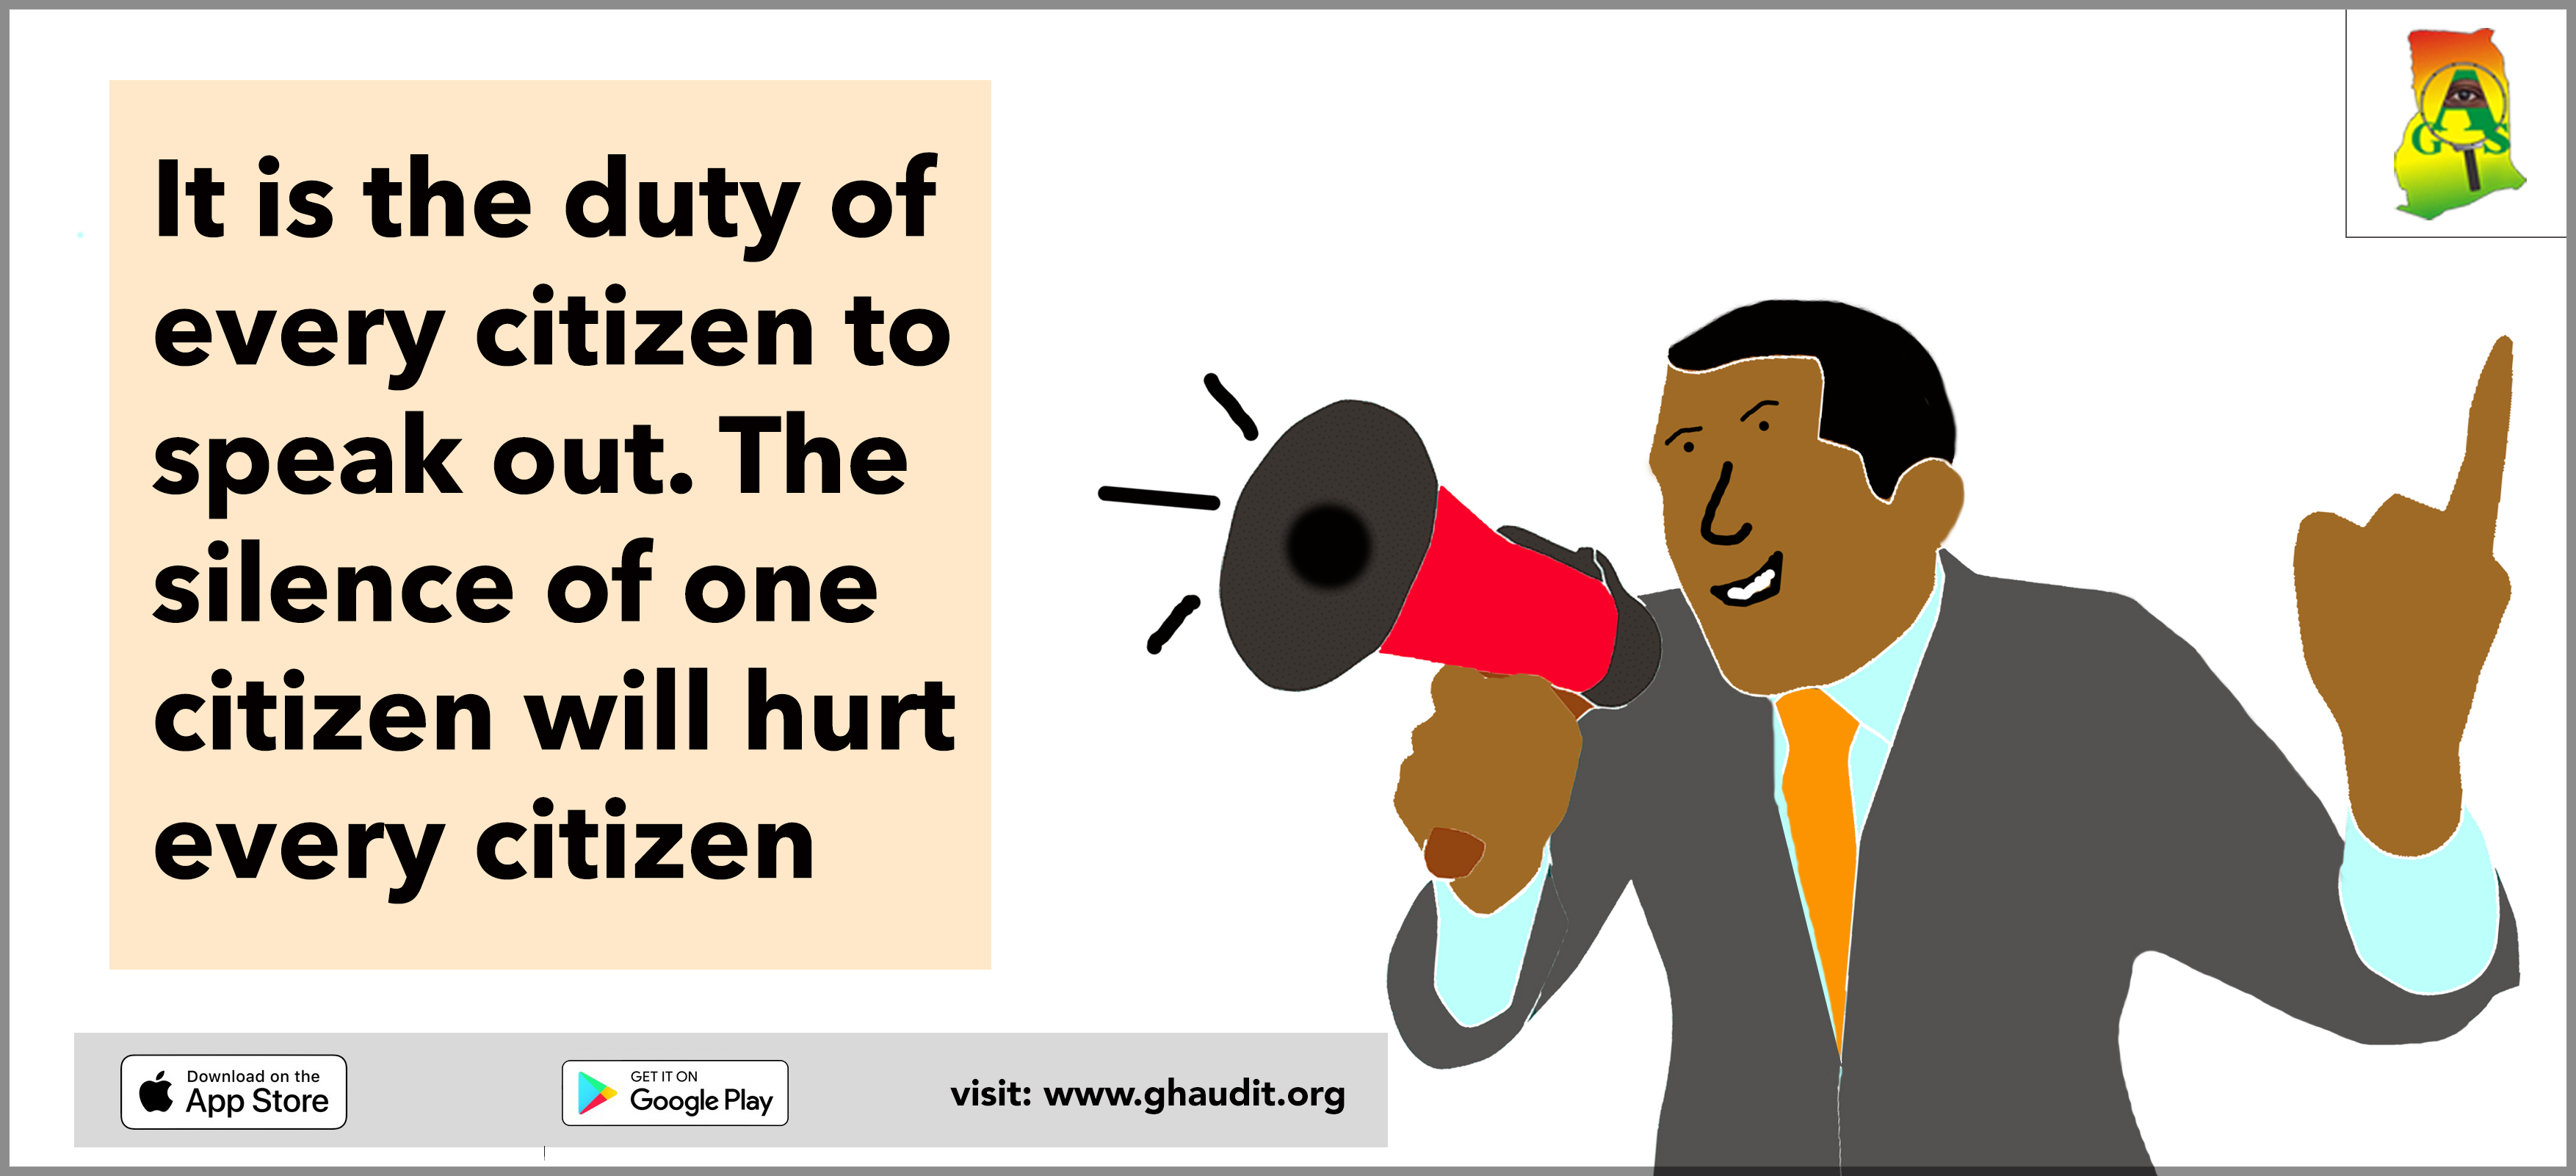 It is the duty of
every citizen to
speak out. The
silence of one
citizen will hurt
every citizen
GAS
Download on the
App Store
GET IT ON
Google Play
visit: www.ghaudit.org